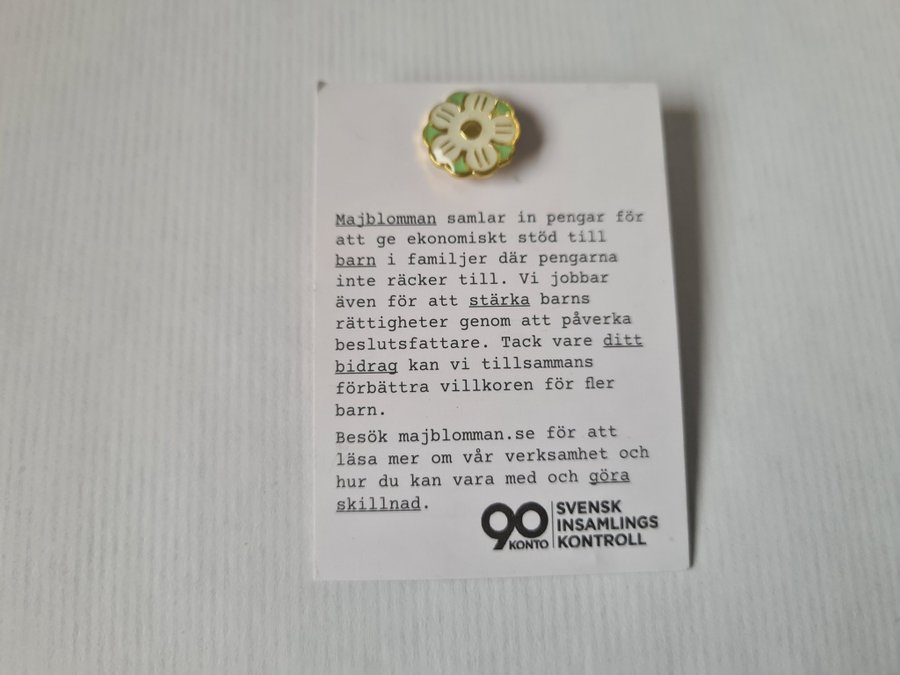 Majblomman samlar in pengar för
att ge ekonomiskt stöd till
barn i familjer där pengarna
inte räcker till. Vi jobbar
även för att stärka barns
rättigheter genom att påverka
beslutsfattare. Tack vare ditt
bidrag kan vi tillsammans
förbättra villkoren för fler
barn.
Besök majblomman.se för att
läsa mer om vår verksamhet och
hur du kan vara med och göra
skillnad.
90
KONTO
SVENSK
INSAMLINGS
KONTROLL